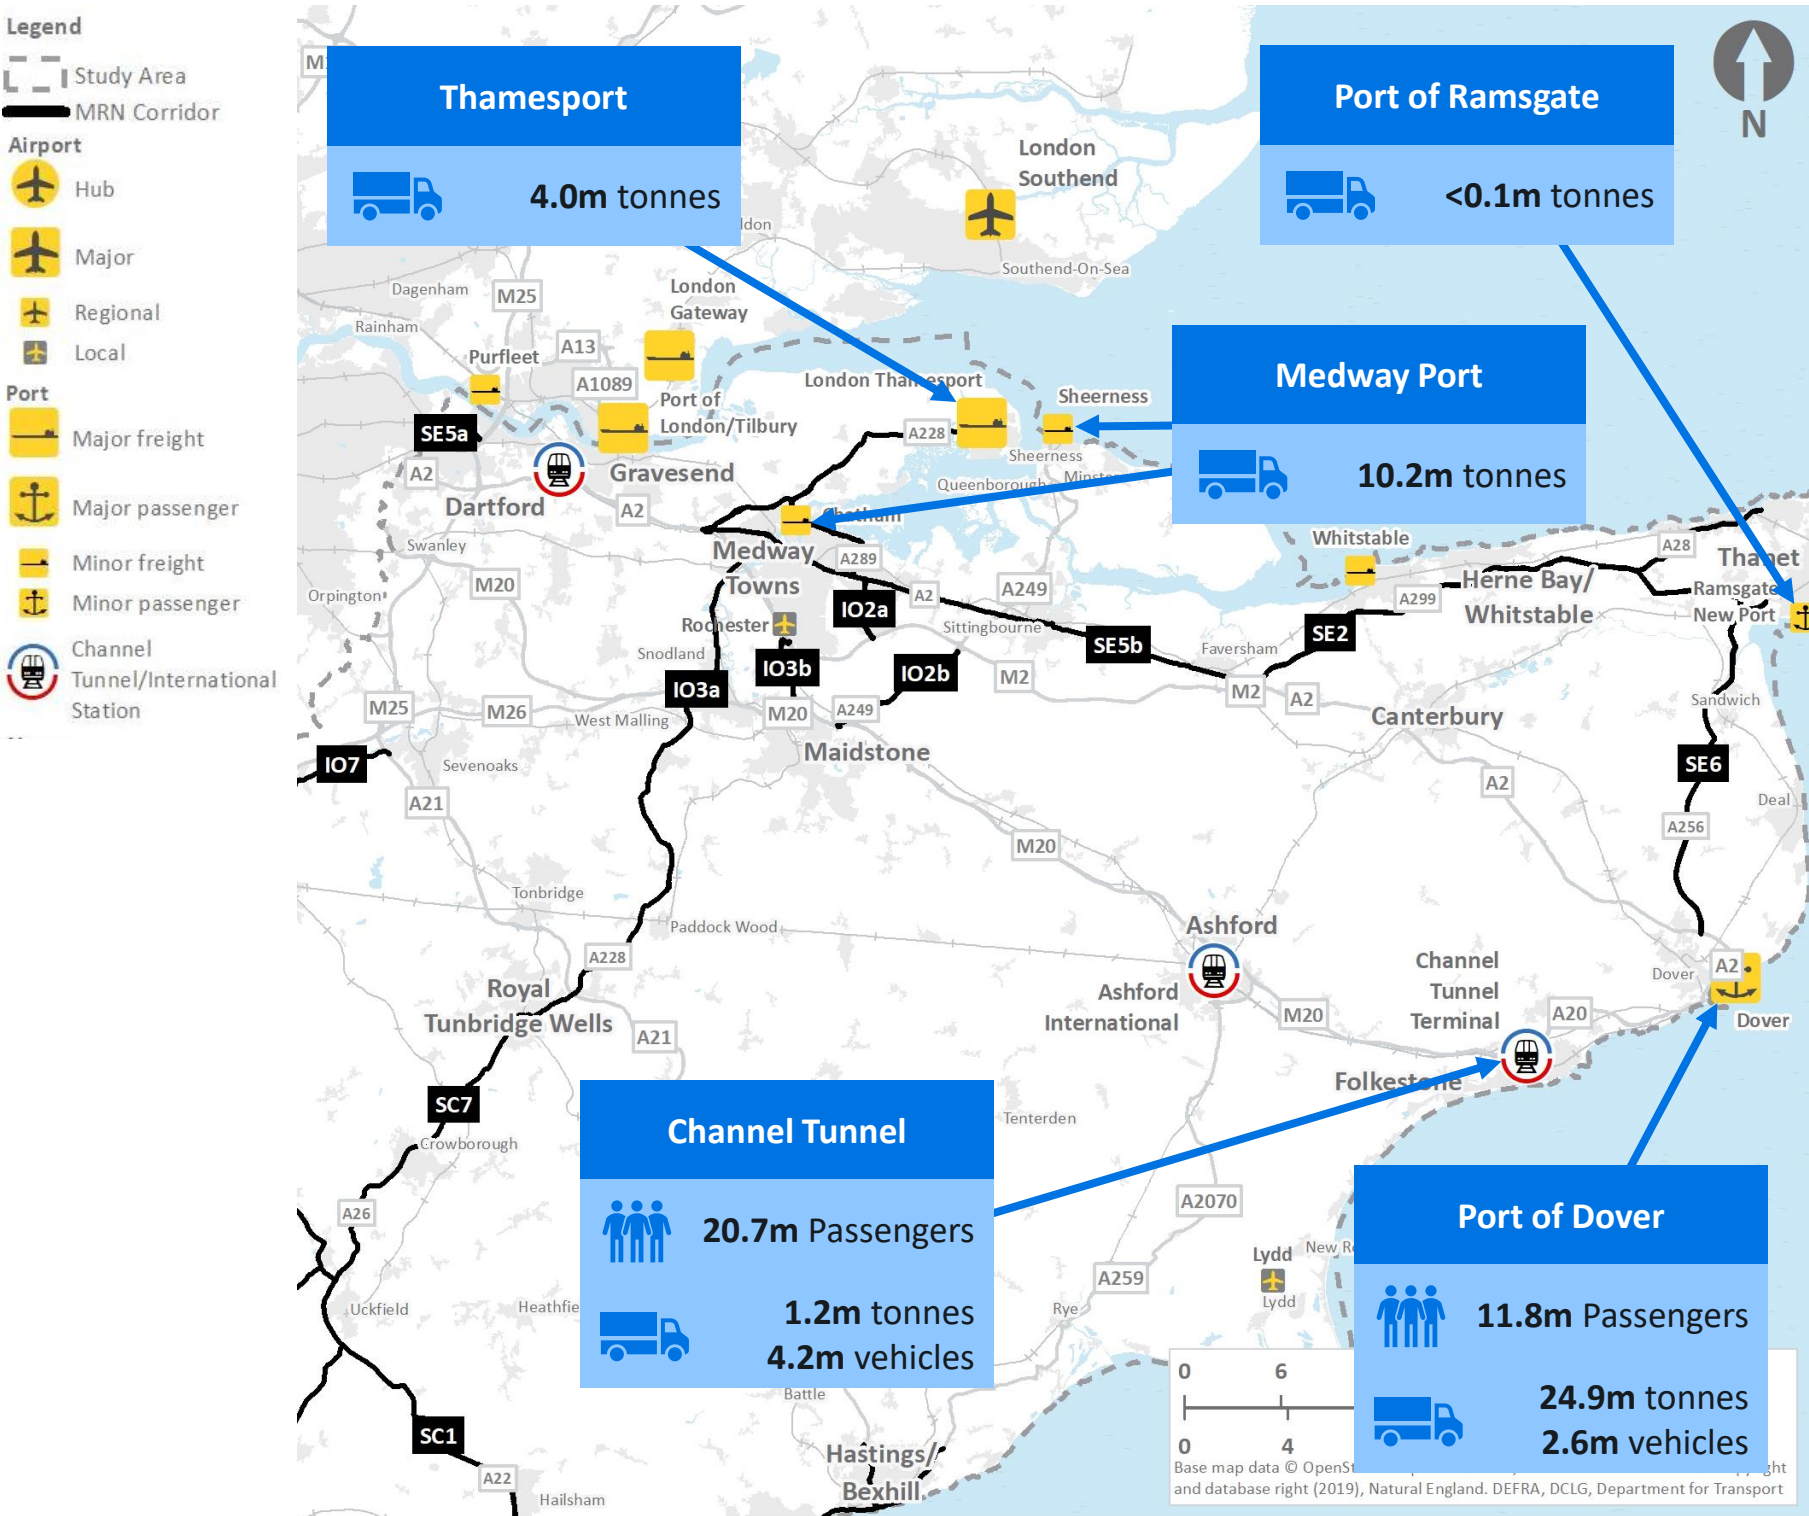 Legend
Study Area
MRN Corridor
Airport
Hub
Major
Regional
Local
Port
Major freight
Major passenger
Minor freight
Minor passenger
Channel
Tunnel/International
Station
Thamesport
4.0m tonnes
Port of Ramsgate
<0.1m tonnes
N
London
Southend
Southend-On-Sea
Dagenham
M25
London
Gateway
Rainham
Purfleet
A13
A1089
Port of
London/Tilbury
London Thamesport
Medway Port
10.2m tonnes
Sheerness
SE5a
A228
Sheerness
A2
Gravesend
Queenborough
Dartford
A2
Chatham
Whitstable
Swanley
Medway
Towns
A289
A28
Thanet
M20
Orpington
IO2a
A2
A249
Herne Bay/
Whitstable
A299
Ramsgate
New Port
Rochester
Sittingbourne
SE5b
SE2
Snodland
IO3b
IO2b
Faversham
IO3a
M2
M2
A2
Sandwich
M25
M26
West Malling
M20
A249
Canterbury
IO7
Sevenoaks
Maidstone
SE6
A2
A21
Deal
A256
M20
Tonbridge
Paddock Wood
Ashford
A228
Channel
Tunnel
Terminal
Dover
A2
Royal
Tunbridge Wells
Ashford
International
M20
A20
Dover
A21
Folkestone
SC7
Crowborough
Channel Tunnel
20.7m Passengers
1.2m tonnes
4.2m vehicles
Tenterden
Port of Dover
11.8m Passengers
24.9m tonnes
2.6m vehicles
A26
A2070
Lydd
Lydd
A259
Uckfield
Rye
Battle
0 6
0 4
SC1
A22
Hailsham
Hastings/
Bexhill
Base map data ©
and database right (2019), Natural England. DEFRA, DCLG, Department for Transport